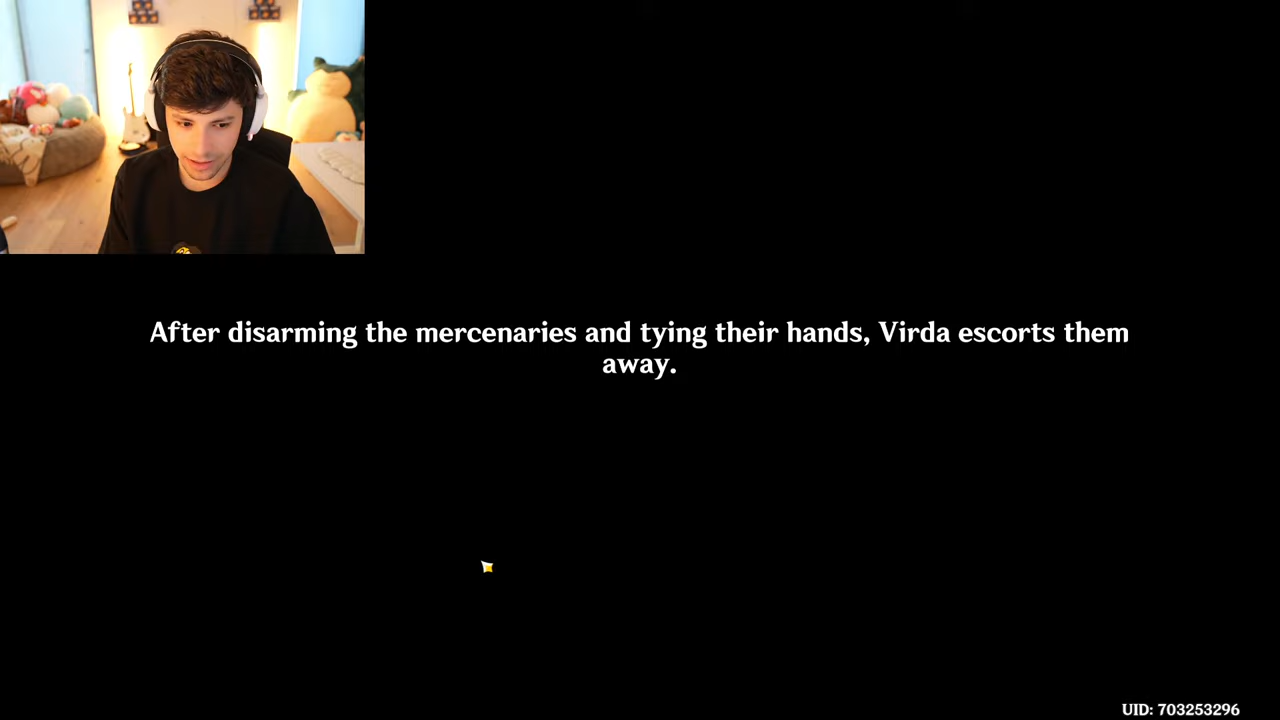 After disarming the mercenaries and tying their hands, Virda escorts them
away.
UID: 703253296